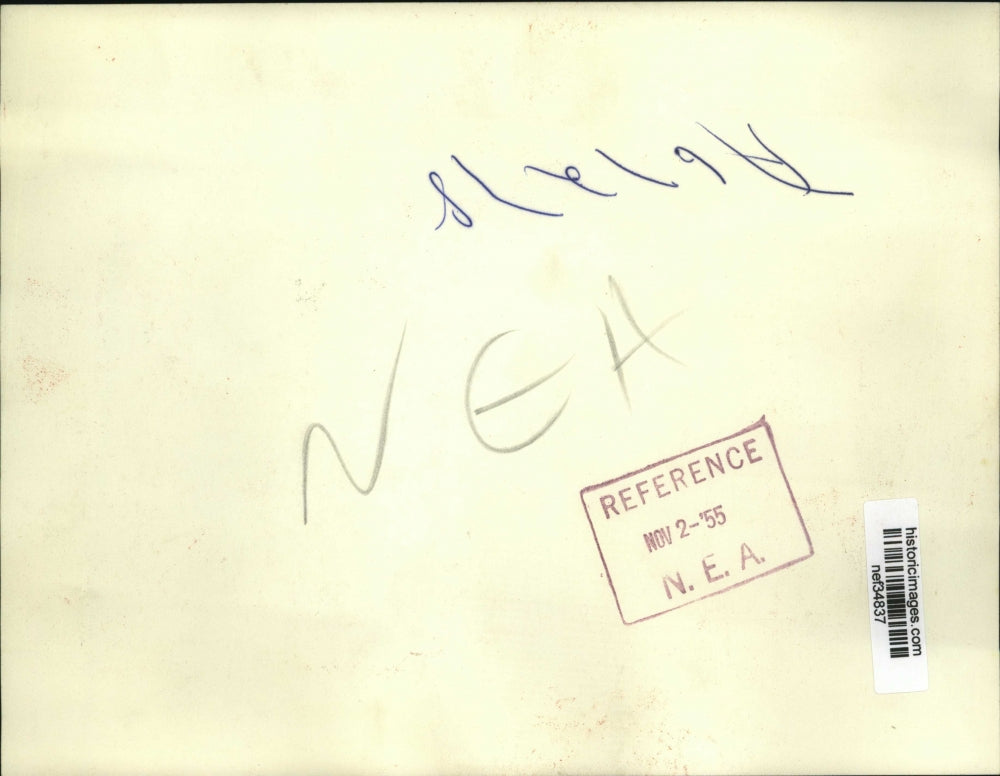 NEA
REFERENCE
NOV 2-'55
N. E. A.
historicimages.com
nef34837